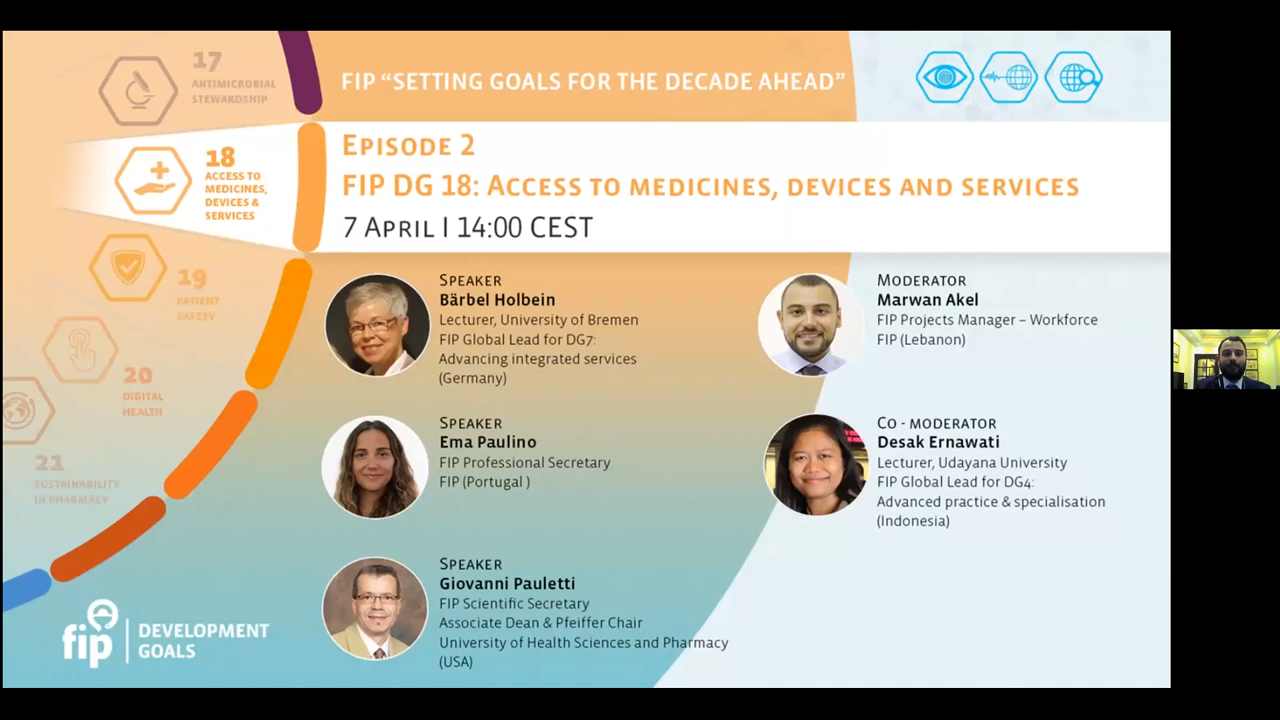 17
ANTIMICROBIAL
STEWARDSHIP
18
ACCESS TO
MEDICINES,
DEVICES &
SERVICES
19
PATIENT
SAFETY
20
DIGITAL
HEALTH
21
SUSTAINABILITY
IN PHARMACY
FIP “SETTING GOALS FOR THE DECADE AHEAD”
EPISODE 2
FIP DG 18: ACCESS TO MEDICINES, DEVICES AND SERVICES
7 APRIL I 14:00 CEST
SPEAKER
Bärbel Holbein
Lecturer, University of Bremen
FIP Global Lead for DG7:
Advancing integrated services
(Germany)
SPEAKER
Ema Paulino
FIP Professional Secretary
FIP (Portugal )
SPEAKER
Giovanni Pauletti
FIP Scientific Secretary
Associate Dean & Pfeiffer Chair
University of Health Sciences and Pharmacy
(USA)
MODERATOR
Marwan Akel
FIP Projects Manager – Workforce
FIP (Lebanon)
CO - MODERATOR
Desak Ernawati
Lecturer, Udayana University
FIP Global Lead for DG4:
Advanced practice & specialisation
(Indonesia)
fip
DEVELOPMENT
GOALS